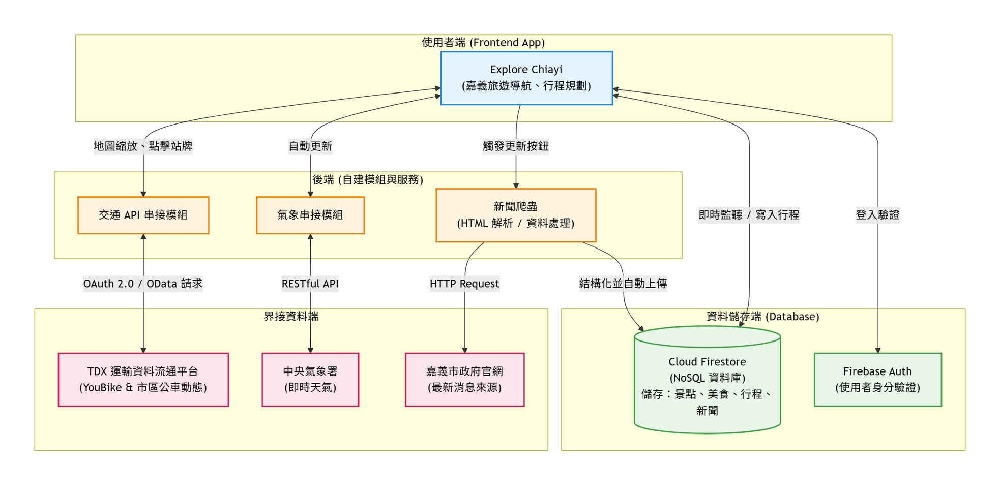 使用者端 (Frontend App)
Explore Chiayi
(嘉義旅遊導航、行程規劃)
地圖縮放、點擊站牌
自動更新
觸發更新按鈕
後端 (自建模組與服務)
交通 API 串接模組
氣象串接模組
新聞爬蟲
(HTML 解析 / 資料處理)
即時監聽 / 寫入行程
登入驗證
OAuth 2.0 / OData 請求
RESTful API
HTTP Request
結構化並自動上傳
界接資料端
資料儲存端 (Database)
TDX 運輸資料流通平台
(YouBike & 市區公車動態)
中央氣象署
(即時天氣)
嘉義市政府官網
(最新消息來源)
Cloud Firestore
(NoSQL 資料庫)
儲存：景點、美食、行程、
新聞
Firebase Auth
(使用者身分驗證)